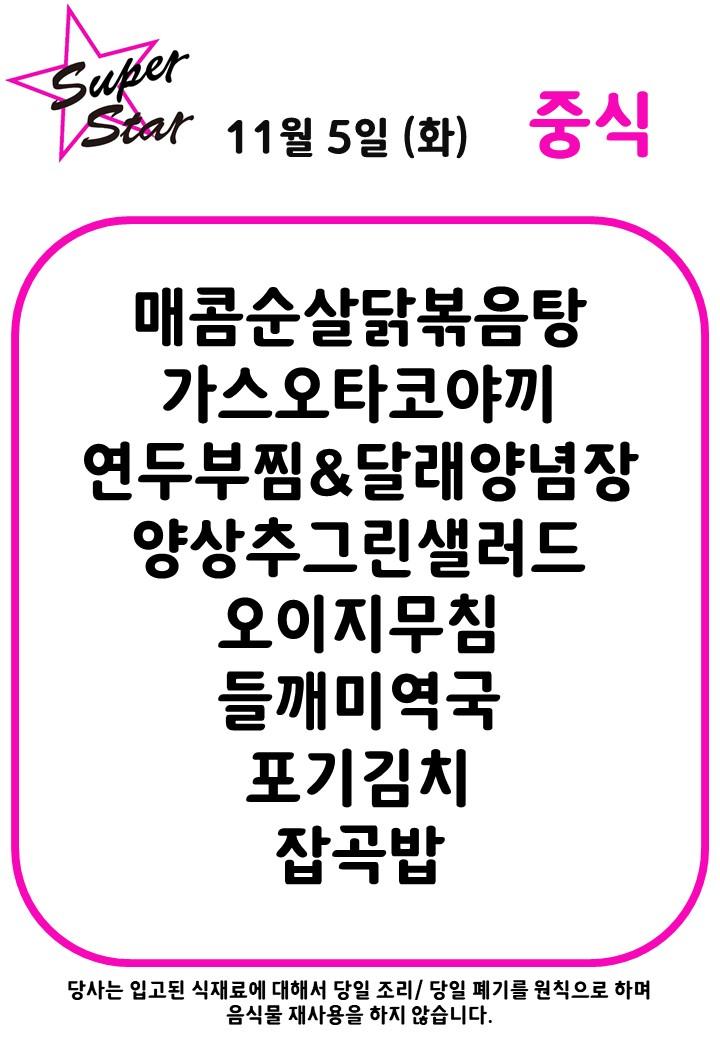 Super
Star
11월 5일 (화)
중식
매콤순살닭볶음탕
가스오타코야끼
연두부찜&달래양념장
양상추그린샐러드
오이지무침
들깨미역국
포기김치
잡곡밥
당사는 입고된 식재료에 대해서 당일 조리/ 당일 폐기를 원칙으로 하며
음식물 재사용을 하지 않습니다.